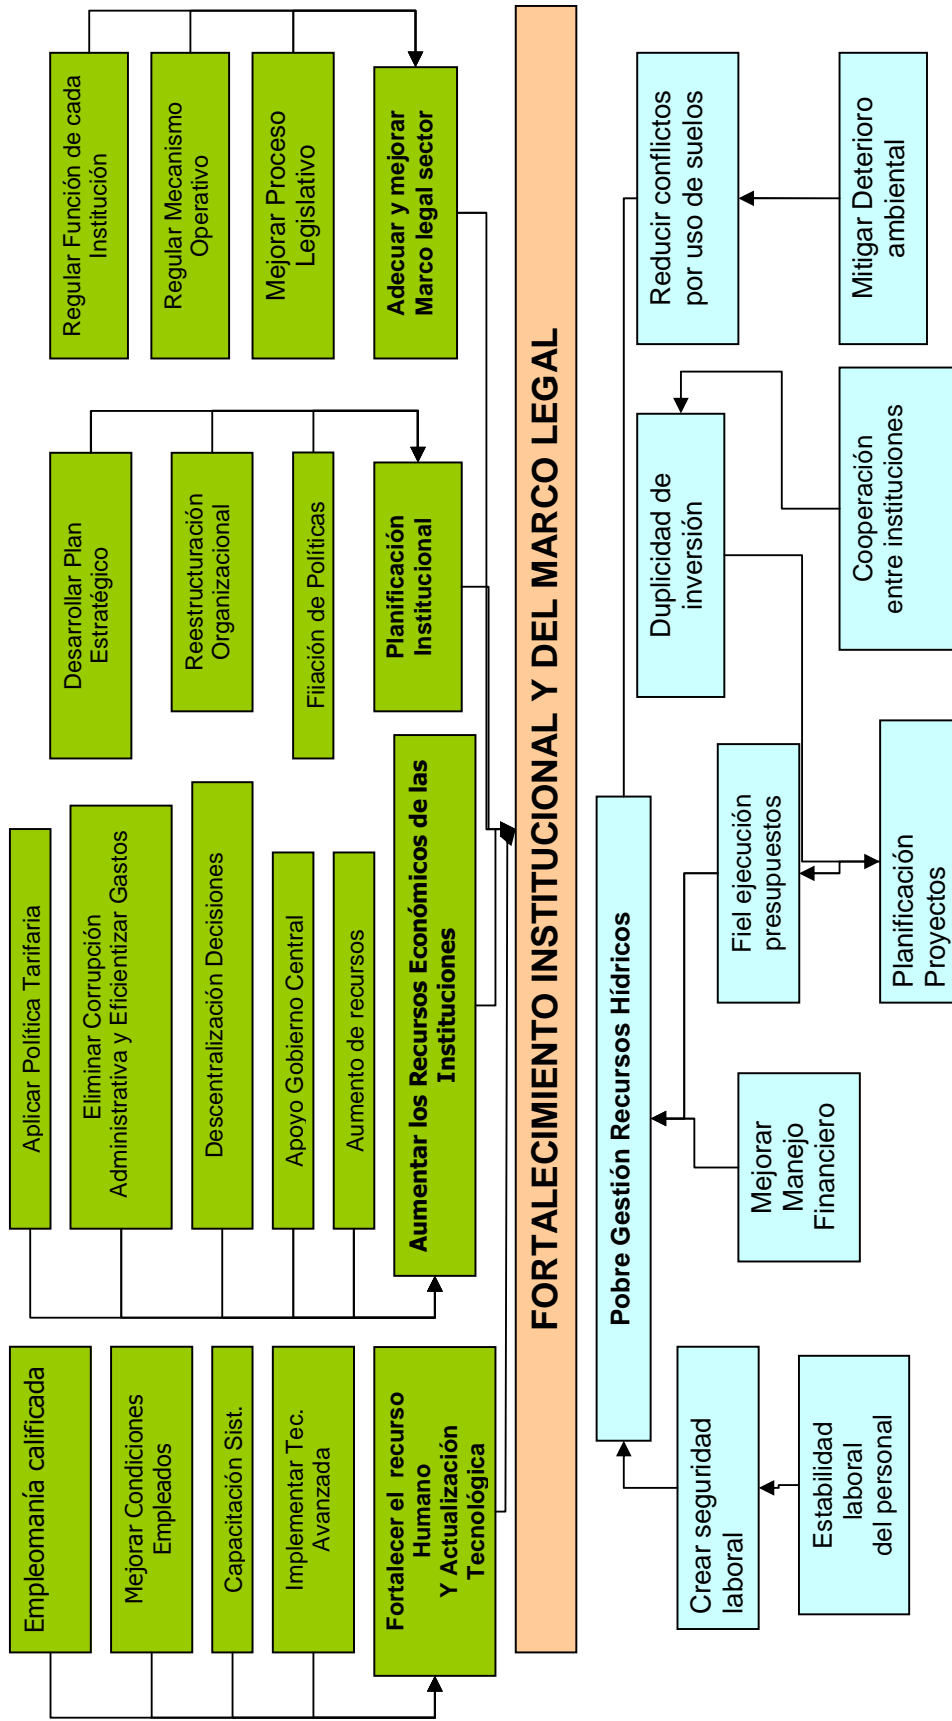 Empleomanía calificada
Mejorar Condiciones
Empleados
Capacitación Sist.
Implementar Tec.
Avanzada
Fortalecer el recurso
Humano
Y Actualización
Tecnológica
Aplicar Política Tarifaria
Eliminar Corrupción
Administrativa y Eficientizar Gastos
Descentralización Decisiones
Apoyo Gobierno Central
Aumento de recursos
Aumentar los Recursos Económicos de las
Instituciones
Desarrollar Plan
Estratégico
Reestructuración
Organizacional
Fiiación de Políticas
Planificación
Institucional
Regular Función de cada
Institución
Regular Mecanismo
Operativo
Mejorar Proceso
Legislativo
Adecuar y mejorar
Marco legal sector
FORTALECIMIENTO INSTITUCIONAL Y DEL MARCO LEGAL
Pobre Gestión Recursos Hídricos
Crear seguridad
laboral
Estabilidad
laboral
del personal
Mejorar
Manejo
Financiero
Fiel ejecución
presupuestos
Planificación
Proyectos
Duplicidad de
inversión
Cooperación
entre instituciones
Reducir conflictos
por uso de suelos
Mitigar Deterioro
ambiental